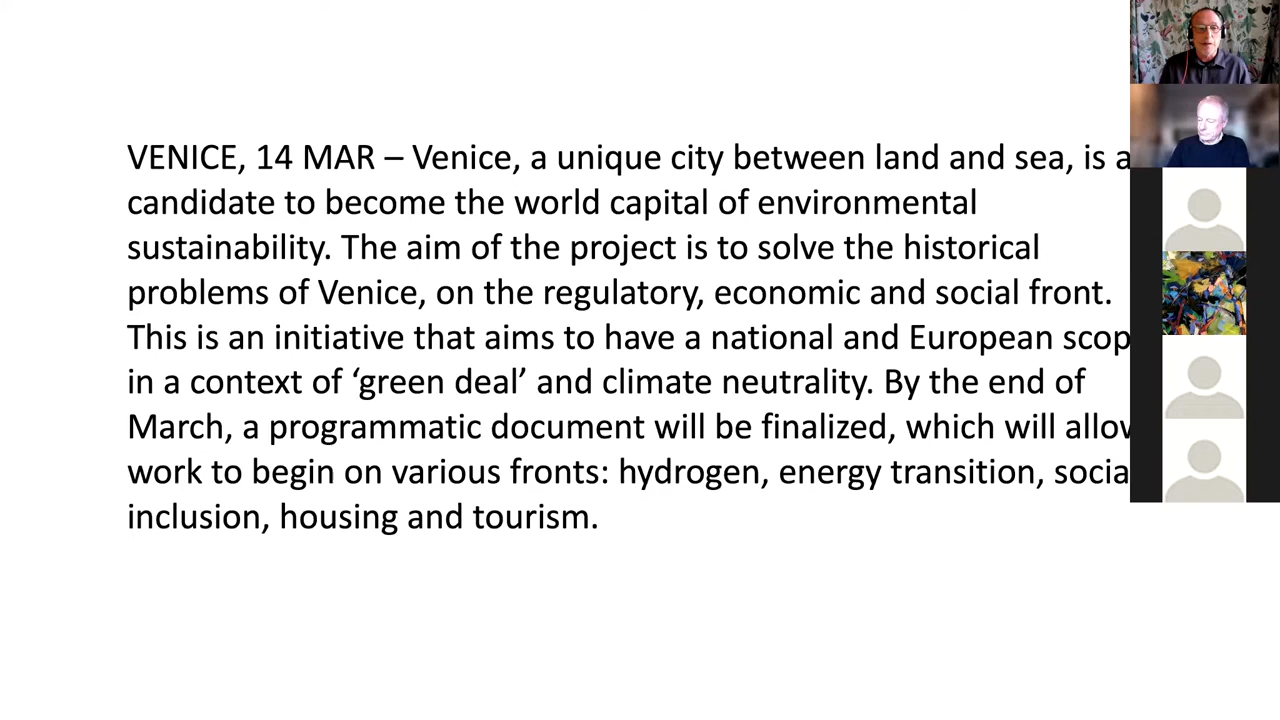 VENICE, 14 MAR – Venice, a unique city between land and sea, is a
candidate to become the world capital of environmental
sustainability. The aim of the project is to solve the historical
problems of Venice, on the regulatory, economic and social front.
This is an initiative that aims to have a national and European scop
in a context of ‘green deal’ and climate neutrality. By the end of
March, a programmatic document will be finalized, which will allow
work to begin on various fronts: hydrogen, energy transition, socia
inclusion, housing and tourism.